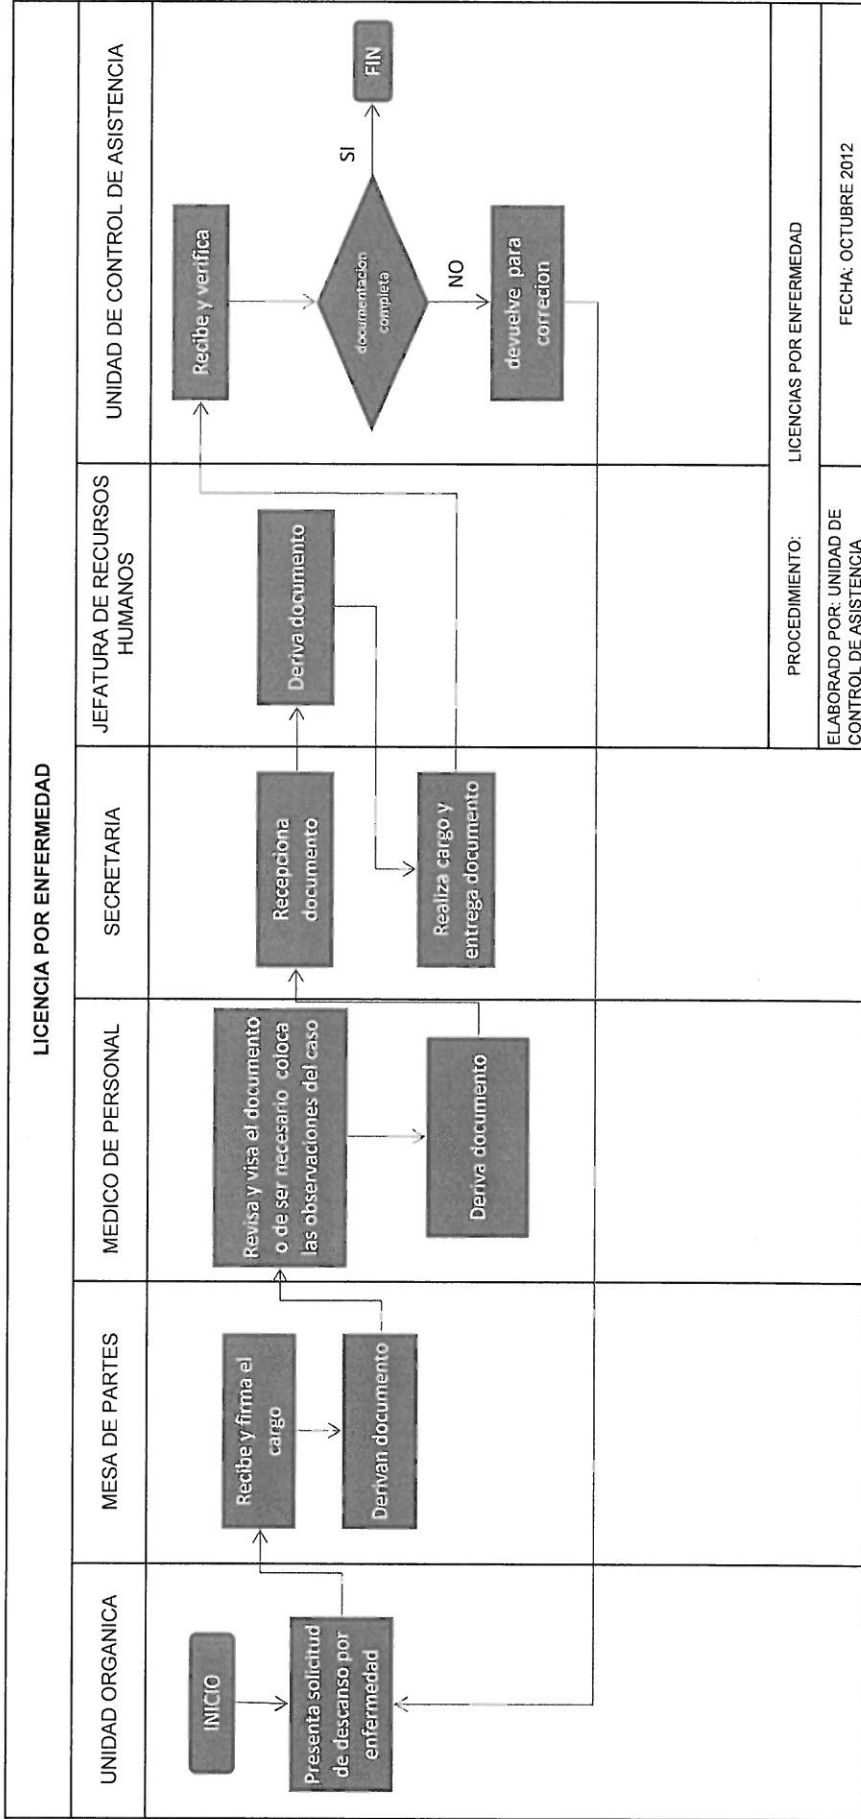 LICENCIA POR ENFERMEDAD
UNIDAD ORGANICA
MESA DE PARTES
MEDICO DE PERSONAL
SECRETARIA
JEFATURA DE RECURSOS
HUMANOS
UNIDAD DE CONTROL DE ASISTENCIA
INICIO
Presenta solicitud
de descanso por
enfermedad
Recibe y firma el
cargo
Derivan documento
Revisa y visa el documento
o de ser necesario coloca
las observaciones del caso
Deriva documento
Recepciona
documento
Realiza cargo y
entrega documento
Deriva documento
Recibe y verifica
documentacion
completa
SI
FIN
NO
devuelve para
correcion
PROCEDIMIENTO:
LICENCIAS POR ENFERMEDAD
ELABORADO POR: UNIDAD DE
CONTROL DE ASISTENCIA
FECHA: OCTUBRE 2012